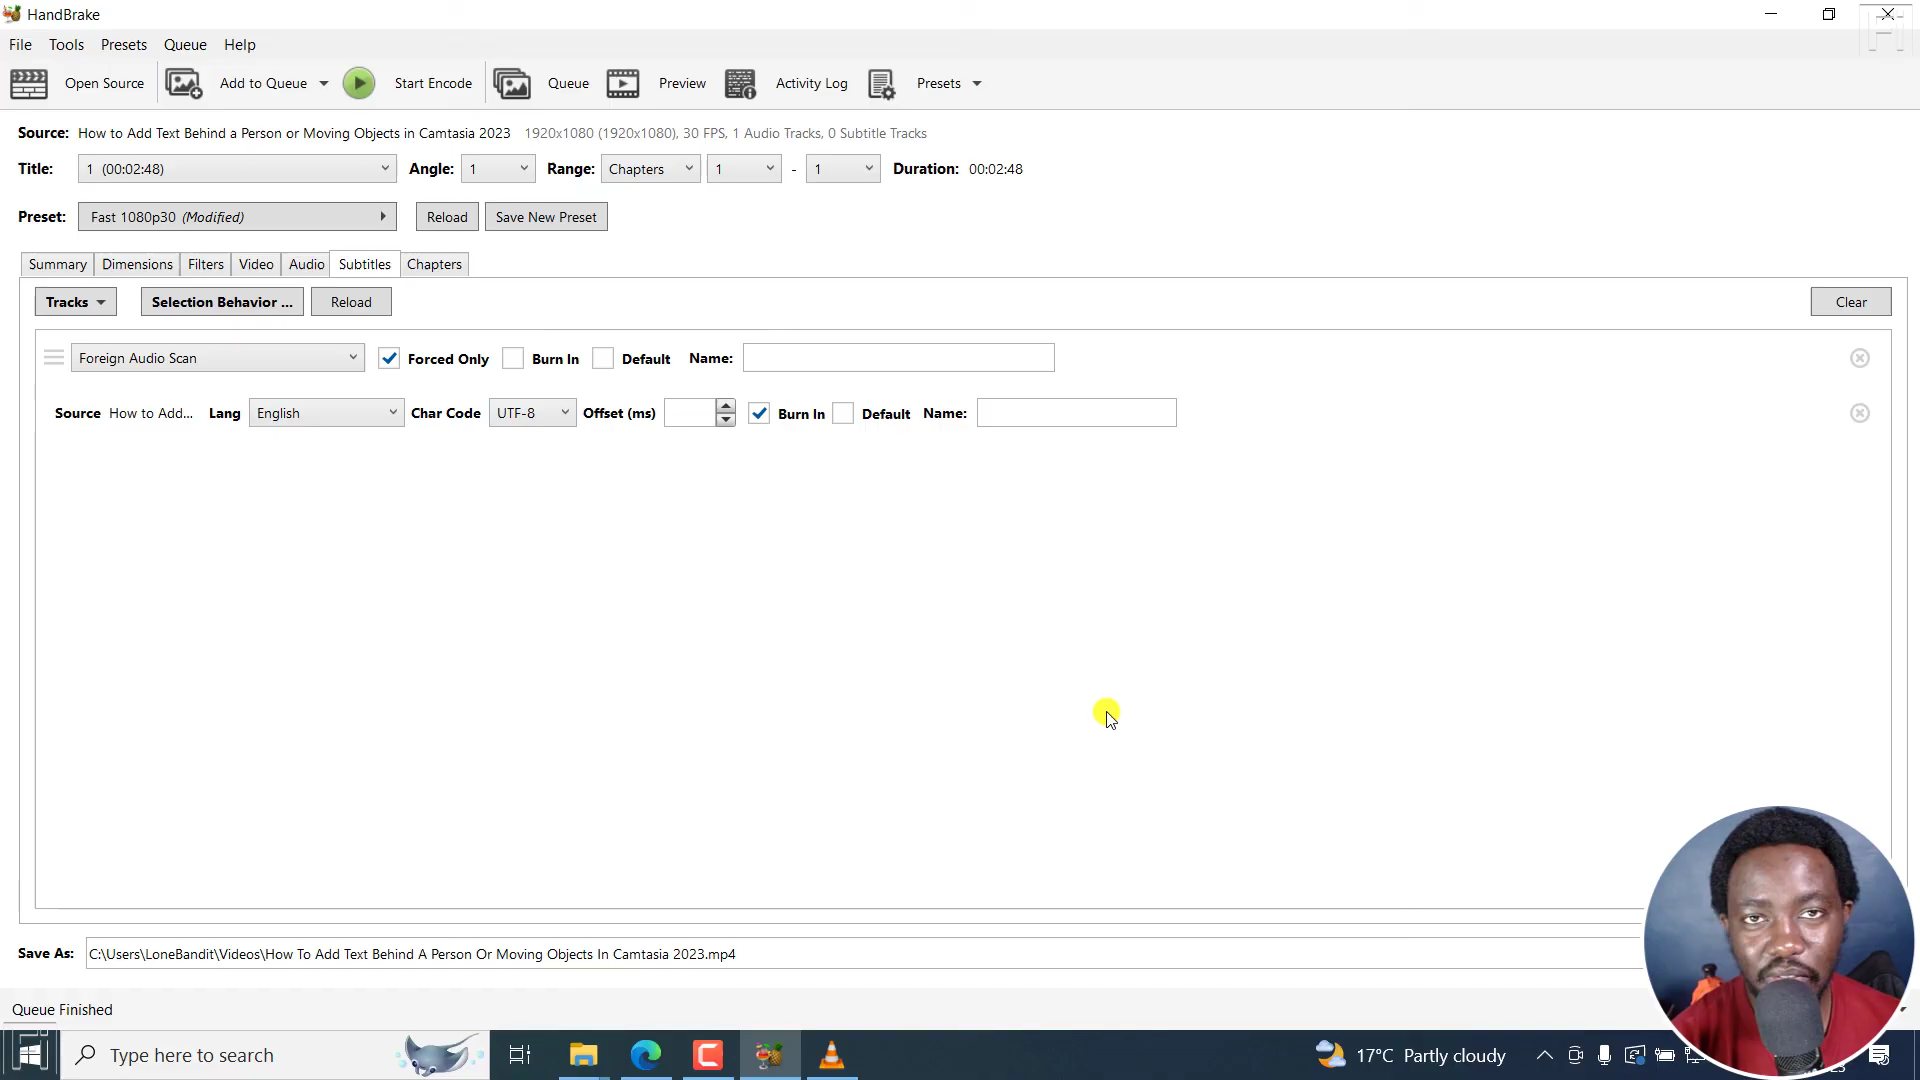 HandBrake
File Tools Presets Queue Help
Open Source Add to Queue Start Encode Queue Preview Activity Log Presets
Source: How to Add Text Behind a Person or Moving Objects in Camtasia 2023 1920x1080 (1920x1080), 30 FPS, 1 Audio Tracks, 0 Subtitle Tracks
Title: 1 (00:02:48) Angle: 1 Range: Chapters 1 - 1 Duration: 00:02:48
Preset: Fast 1080p30 (Modified) Reload Save New Preset
Summary Dimensions Filters Video Audio Subtitles Chapters
Tracks Selection Behavior ... Reload Clear
Foreign Audio Scan Forced Only Burn In Default Name:
Source How to Add... Lang English Char Code UTF-8 Offset (ms) Burn In Default Name:
Save As: C:\Users\LoneBandit\Videos\How To Add Text Behind A Person Or Moving Objects In Camtasia 2023.mp4
Queue Finished
Type here to search 17°C Partly cloudy